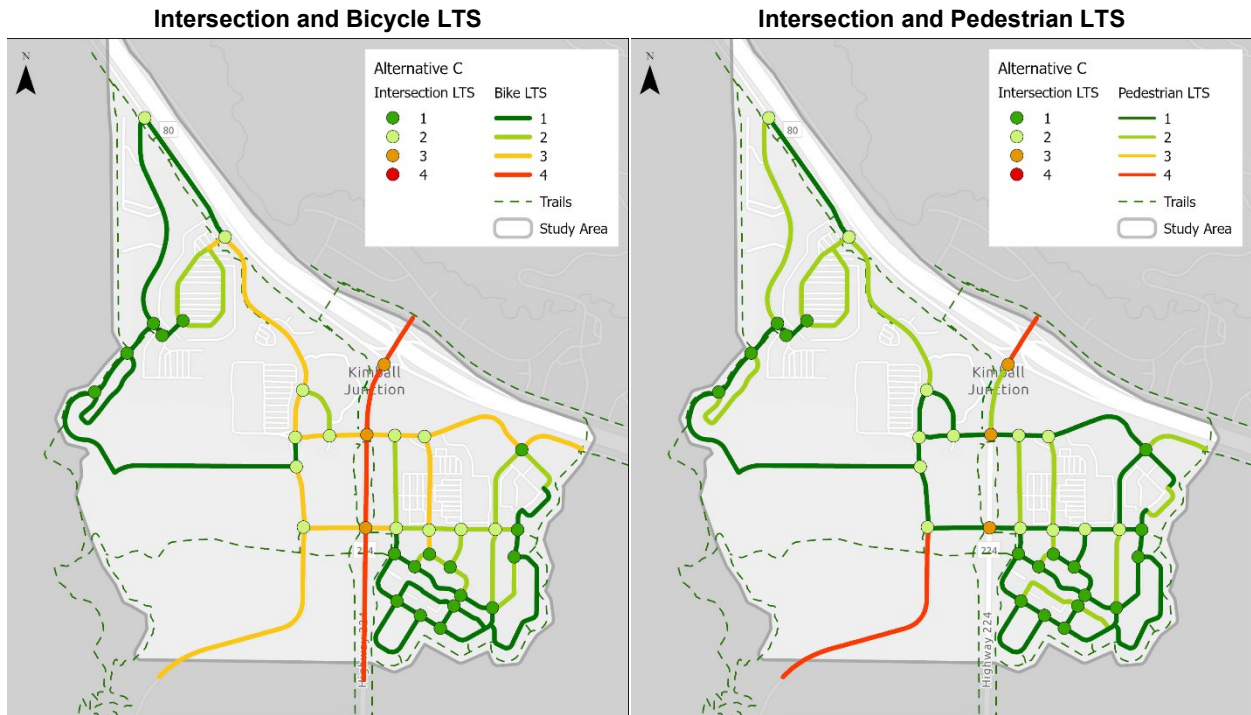 Intersection and Bicycle LTS
Intersection and Pedestrian LTS
N
Alternative C
Intersection LTS Bike LTS
1 1
2 2
3 3
4 4
Trails
Study Area
80
Kimball
Junction
224
Highway 224
N
Alternative C
Intersection LTS Pedestrian LTS
1 1
2 2
3 3
4 4
Trails
Study Area
80
Kimball
Junction
224
Highway 224